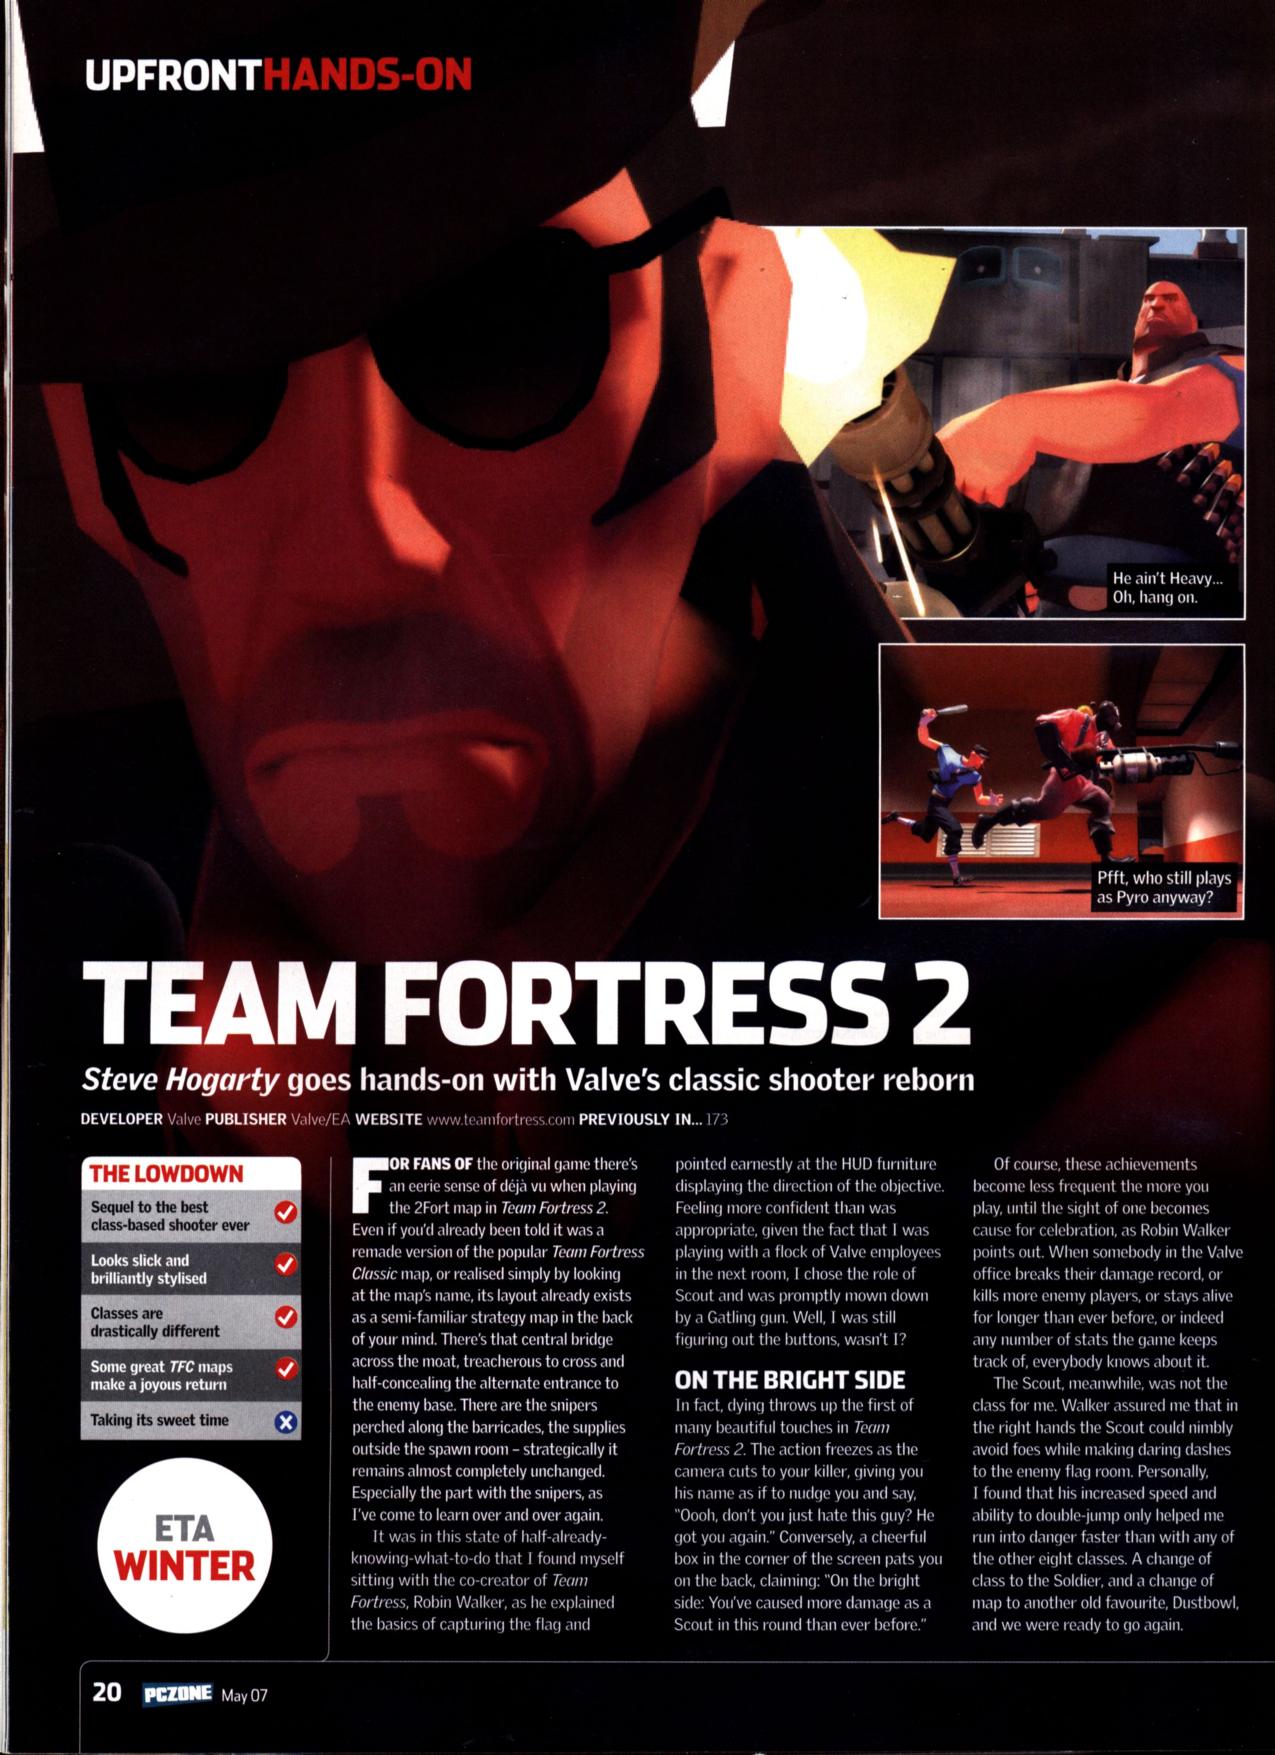 UPFRONTHANDS-ON
He ain't Heavy...
Oh, hang on.
Pfft, who still plays
as Pyro anyway?
TEAM FORTRESS 2
Steve Hogarty goes hands-on with Valve's classic shooter reborn
DEVELOPER Valve PUBLISHER Valve/EA WEBSITE www.teamfortress.com PREVIOUSLY IN... 173
THE LOWDOWN
Sequel to the best
class-based shooter ever
Looks slick and
brilliantly stylised
Classes are
drastically different
Some great TFC maps
make a joyous return
Taking its sweet time
ETA
WINTER
FOR FANS OF the original game there's
an eerie sense of déjà vu when playing
the 2Fort map in Team Fortress 2.
Even if you'd already been told it was a
remade version of the popular Team Fortress
Classic map, or realised simply by looking
at the map's name, its layout already exists
as a semi-familiar strategy map in the back
of your mind. There's that central bridge
across the moat, treacherous to cross and
half-concealing the alternate entrance to
the enemy base. There are the snipers
perched along the barricades, the supplies
outside the spawn room – strategically it
remains almost completely unchanged.
Especially the part with the snipers, as
I've come to learn over and over again.
It was in this state of half-already-
knowing-what-to-do that I found myself
sitting with the co-creator of Team
Fortress, Robin Walker, as he explained
the basics of capturing the flag and
pointed earnestly at the HUD furniture
displaying the direction of the objective.
Feeling more confident than was
appropriate, given the fact that I was
playing with a flock of Valve employees
in the next room, I chose the role of
Scout and was promptly mown down
by a Gatling gun. Well, I was still
figuring out the buttons, wasn't I?
ON THE BRIGHT SIDE
In fact, dying throws up the first of
many beautiful touches in Team
Fortress 2. The action freezes as the
camera cuts to your killer, giving you
his name as if to nudge you and say,
"Oooh, don't you just hate this guy? He
got you again." Conversely, a cheerful
box in the corner of the screen pats you
on the back, claiming: "On the bright
side: You've caused more damage as a
Scout in this round than ever before."
Of course, these achievements
become less frequent the more you
play, until the sight of one becomes
cause for celebration, as Robin Walker
points out. When somebody in the Valve
office breaks their damage record, or
kills more enemy players, or stays alive
for longer than ever before, or indeed
any number of stats the game keeps
track of, everybody knows about it.
The Scout, meanwhile, was not the
class for me. Walker assured me that in
the right hands the Scout could nimbly
avoid foes while making daring dashes
to the enemy flag room. Personally,
I found that his increased speed and
ability to double-jump only helped me
run into danger faster than with any of
the other eight classes. A change of
class to the Soldier, and a change of
map to another old favourite, Dustbowl,
and we were ready to go again.
20 PCZONE May 07